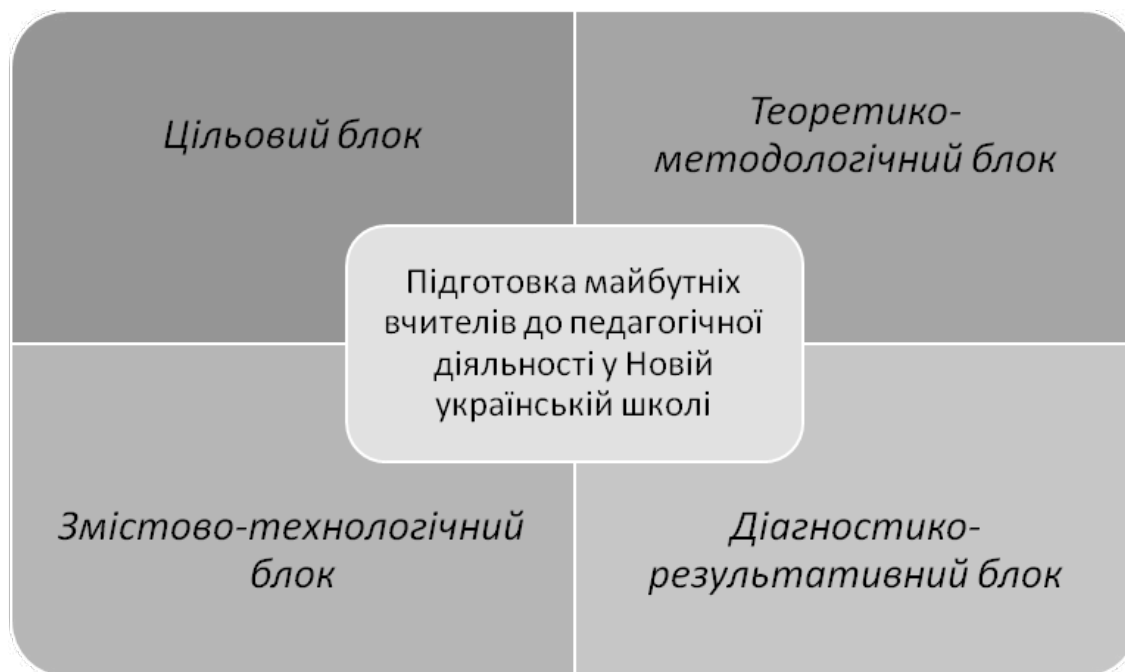 Цільовий блок
Теоретико-
методологічний блок
Підготовка майбутніх
вчителів до педагогічної
діяльності у Новій
українській школі
Змістово-технологічний
блок
Діагностико-
результативний блок